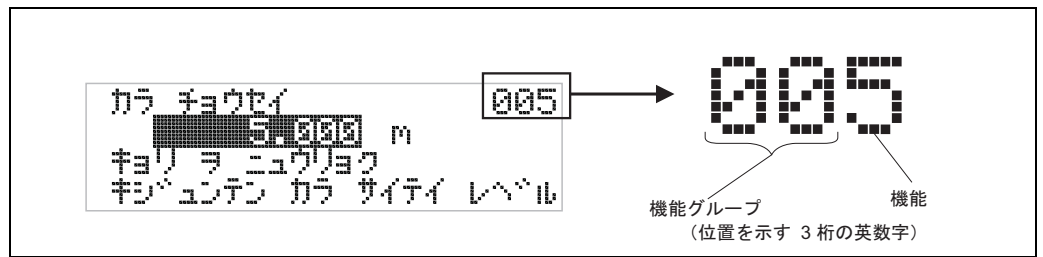 カラ チョウセイ 005
5.000 m
キョリ ヲ ニュウリョク
キジュンテン カラ サイテイ レベル
005
機能グループ
(位置を示す 3 桁の英数字)
機能